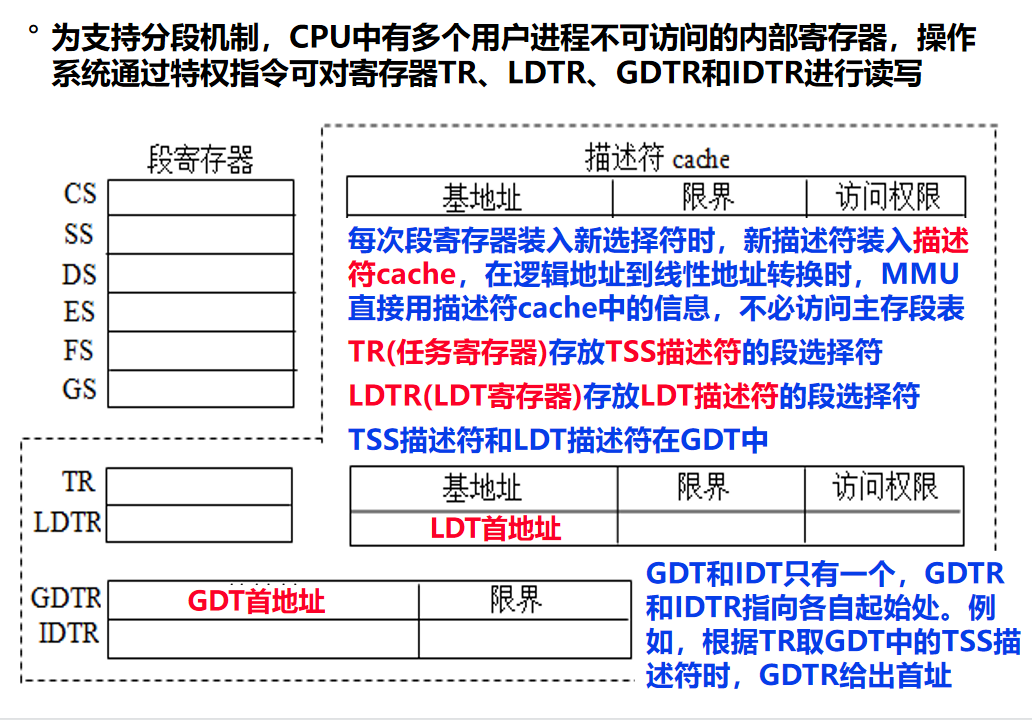 为支持分段机制，CPU中有多个用户进程不可访问的内部寄存器，操作
系统通过特权指令可对寄存器TR、LDTR、GDTR和IDTR进行读写
段寄存器
描述符 cache
CS
SS
DS
ES
FS
GS
基地址 限界 访问权限
每次段寄存器装入新选择符时，新描述符装入描述
符cache，在逻辑地址到线性地址转换时，MMU
直接用描述符cache中的信息，不必访问主存段表
TR(任务寄存器)存放TSS描述符的段选择符
LDTR(LDT寄存器)存放LDT描述符的段选择符
TSS描述符和LDT描述符在GDT中
TR
LDTR
基地址 限界 访问权限
LDT首地址
GDTR
IDTR
GDT首地址 限界
GDT和IDT只有一个，GDTR
和IDTR指向各自起始处。例
如，根据TR取GDT中的TSS描
述符时，GDTR给出首址